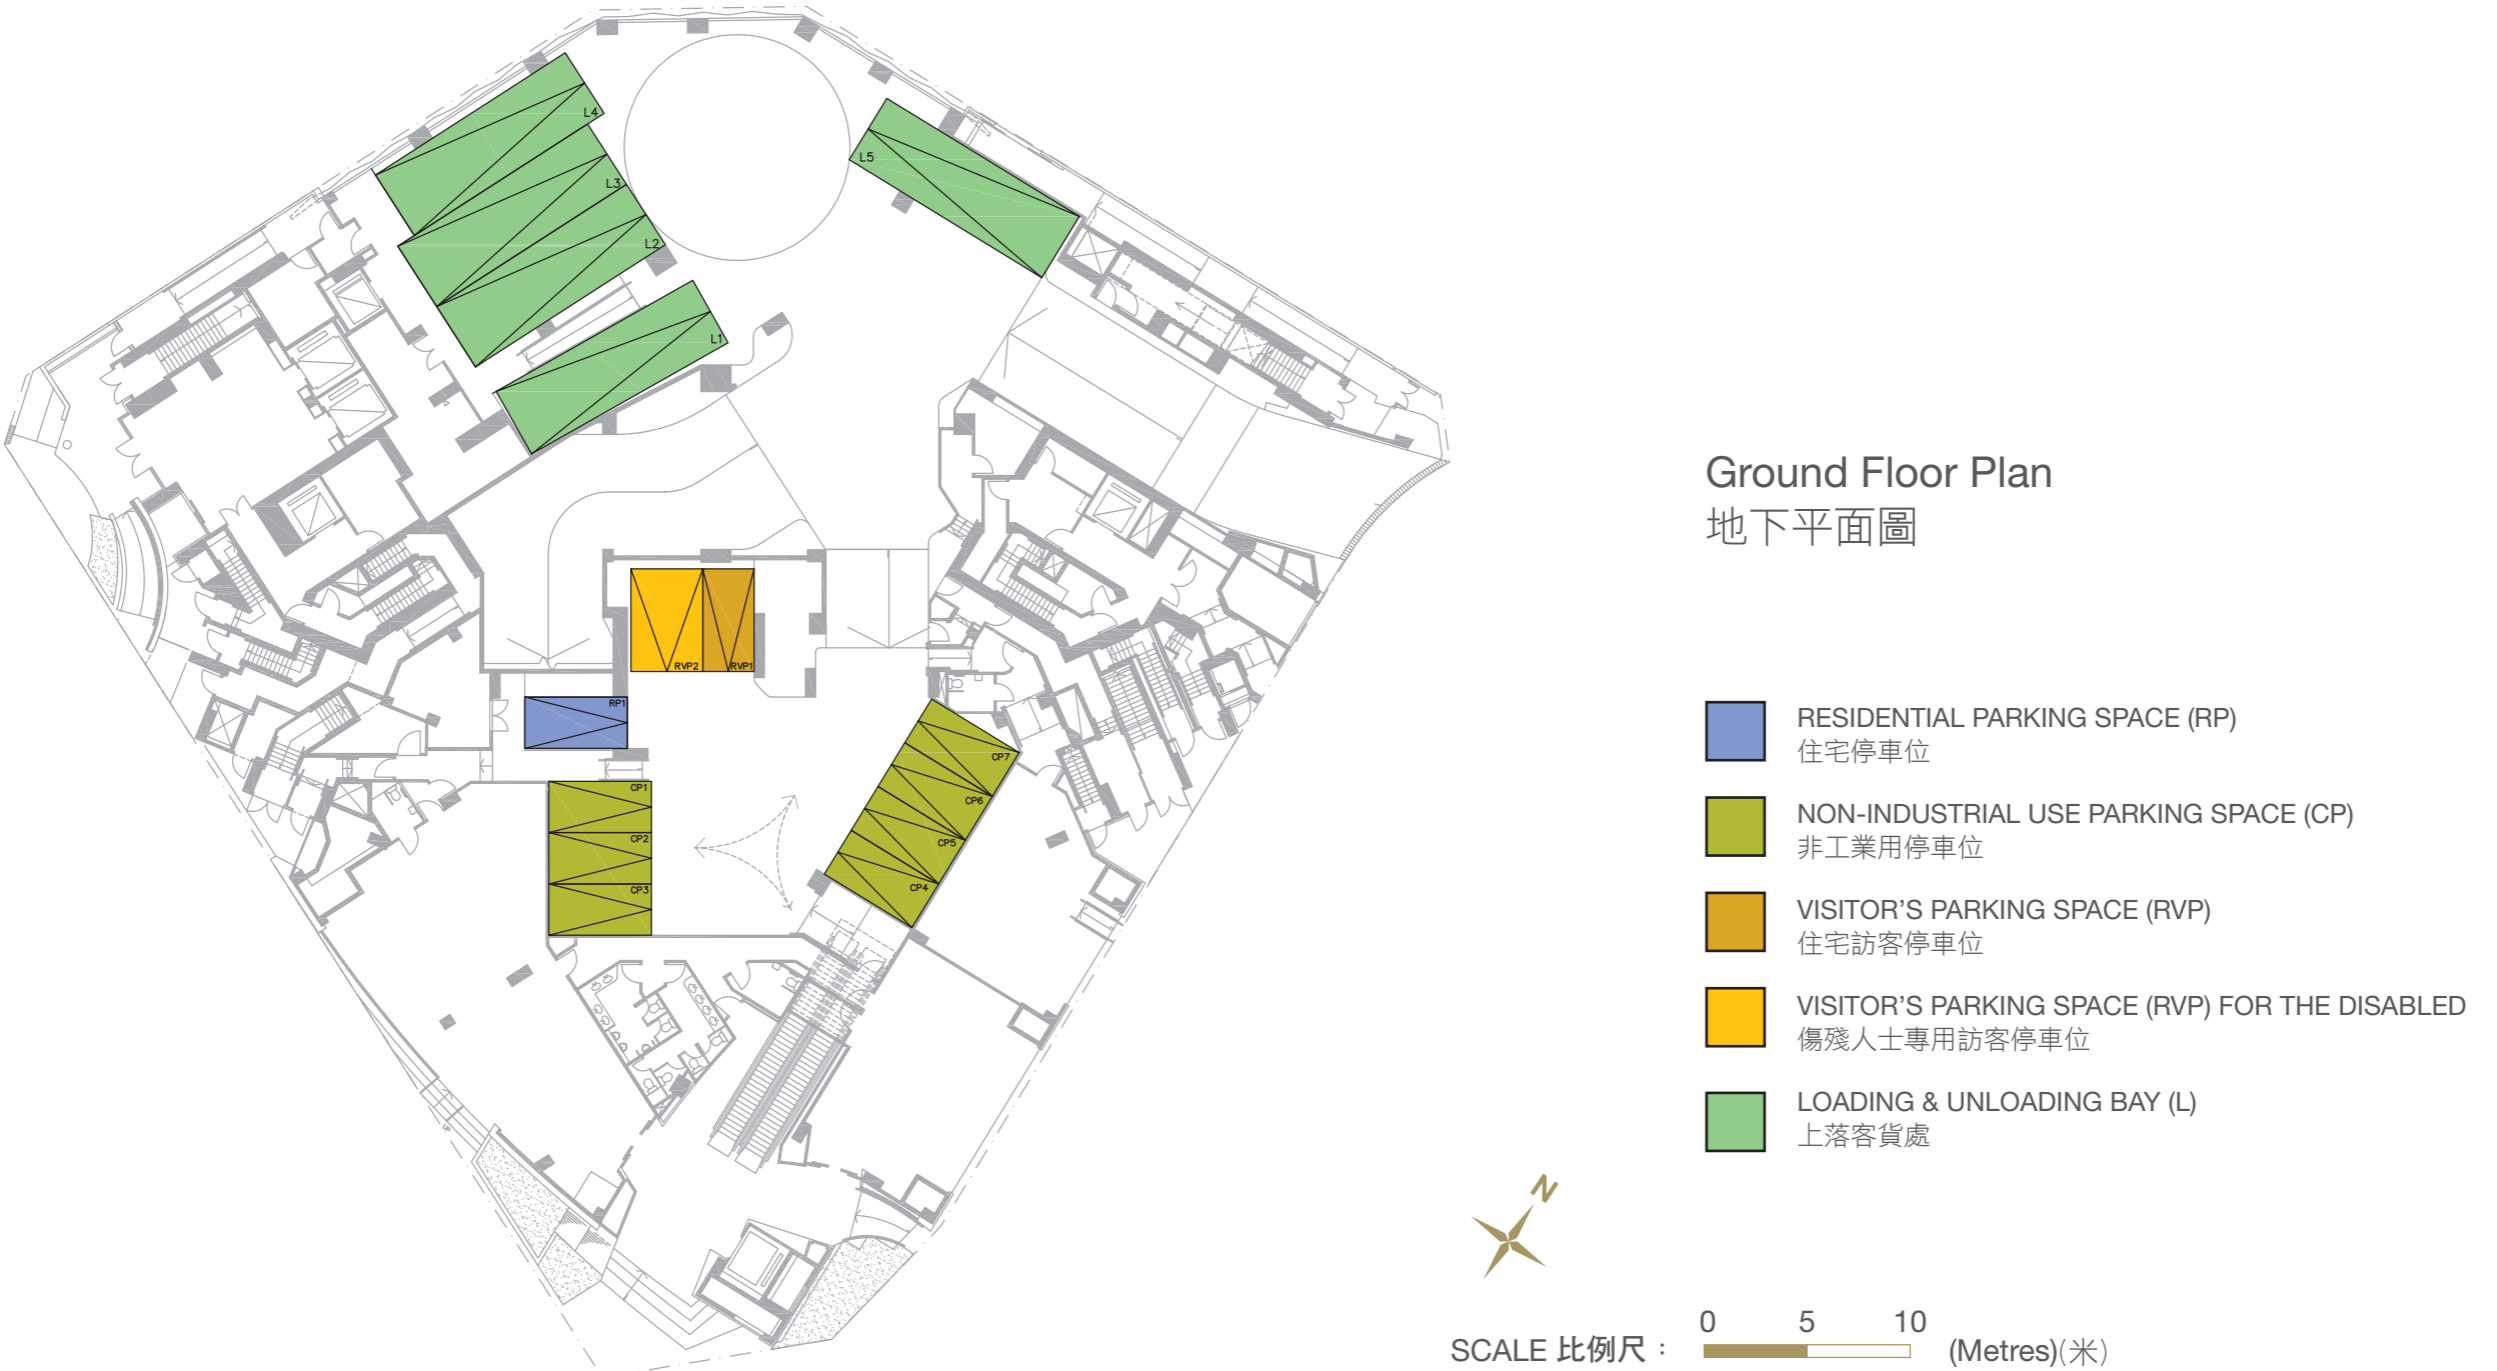 L4
L3
L2
L1
L5
RVP2
RVP1
RP1
CP1
CP2
CP3
CP7
CP6
CP5
CP4
Ground Floor Plan
地下平面圖
RESIDENTIAL PARKING SPACE (RP)
住宅停車位
NON-INDUSTRIAL USE PARKING SPACE (CP)
非工業用停車位
VISITOR’S PARKING SPACE (RVP)
住宅訪客停車位
VISITOR’S PARKING SPACE (RVP) FOR THE DISABLED
傷殘人士專用訪客停車位
LOADING & UNLOADING BAY (L)
上落客貨處
N
0 5 10
SCALE 比例尺 : (Metres)(米)